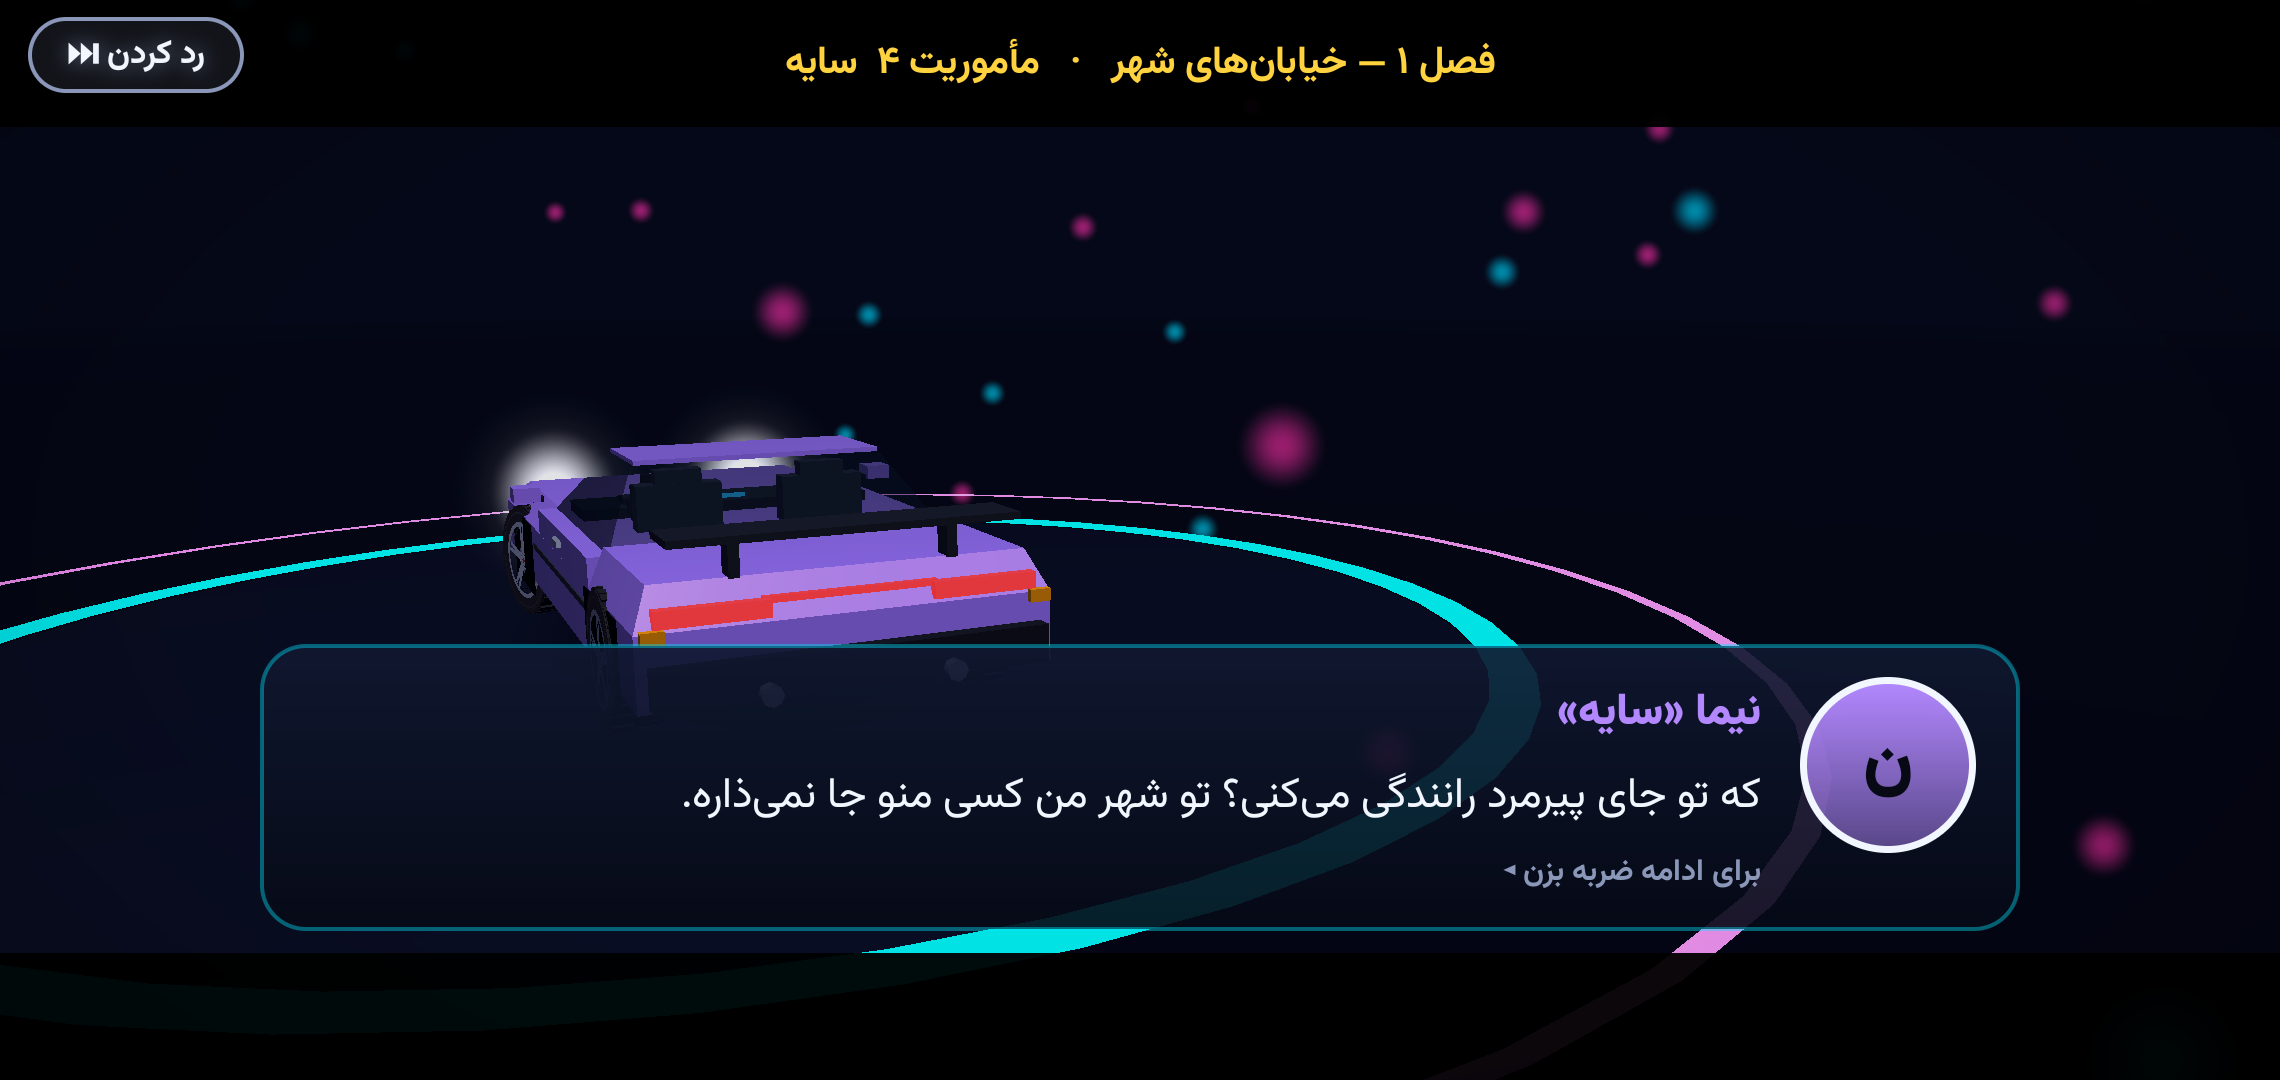 فصل ۱ — خیابان‌های شهر · مأموریت ۴ سایه
رد کردن ⏭
نیما «سایه»
ن
که تو جای پیرمرد رانندگی می‌کنی؟ تو شهر من کسی منو جا نمی‌ذاره.
برای ادامه ضربه بزن ◂